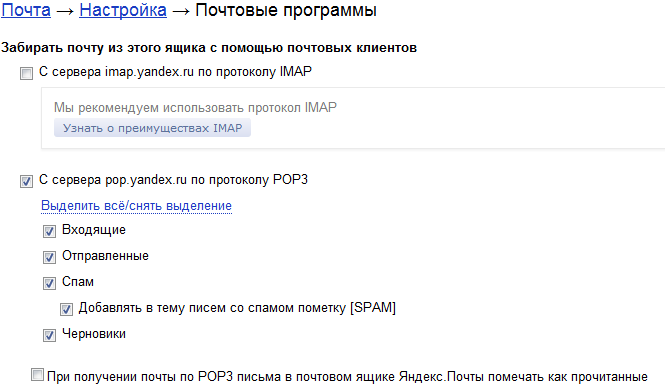 Почта → Настройка → Почтовые программы
Забирать почту из этого ящика с помощью почтовых клиентов
С сервера imap.yandex.ru по протоколу IMAP
Мы рекомендуем использовать протокол IMAP
Узнать о преимуществах IMAP
С сервера pop.yandex.ru по протоколу POP3
Выделить всё/снять выделение
Входящие
Отправленные
Спам
Добавлять в тему писем со спамом пометку [SPAM]
Черновики
При получении почты по POP3 письма в почтовом ящике Яндекс.Почты помечать как прочитанные